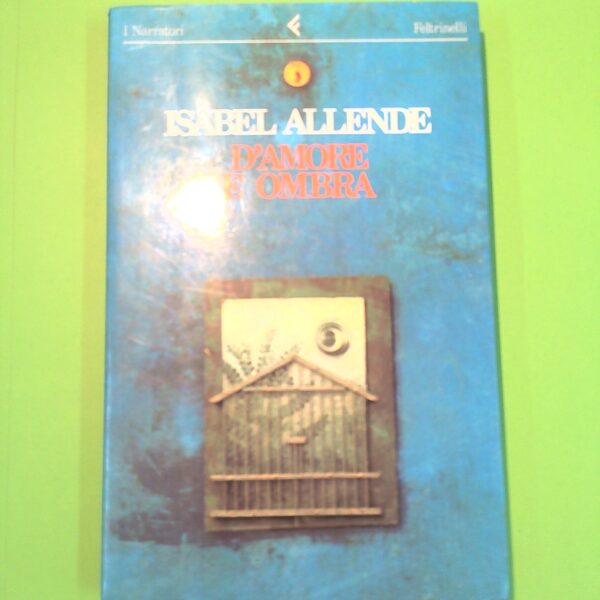 I Narratori Feltrinelli
ISABEL ALLENDE
D'AMORE
E OMBRA